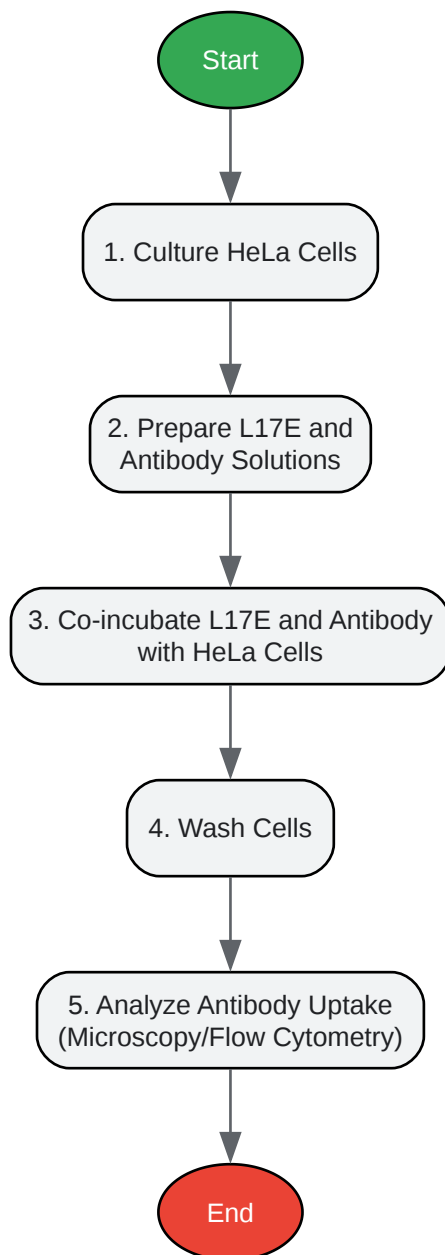 Start
1. Culture HeLa Cells
2. Prepare L17E and
Antibody Solutions
3. Co-incubate L17E and Antibody
with HeLa Cells
4. Wash Cells
5. Analyze Antibody Uptake
(Microscopy/Flow Cytometry)
End